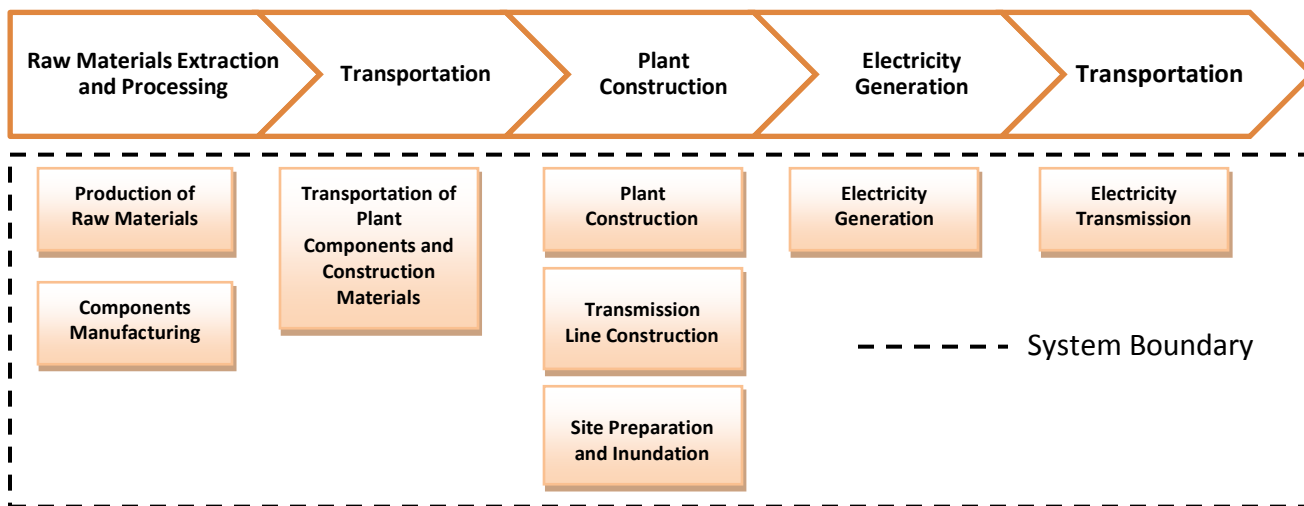 Raw Materials Extraction
and Processing
Transportation
Plant
Construction
Electricity
Generation
Transportation
Production of
Raw Materials
Components
Manufacturing
Transportation of
Plant
Components and
Construction
Materials
Plant
Construction
Transmission
Line Construction
Site Preparation
and Inundation
Electricity
Generation
Electricity
Transmission
System Boundary